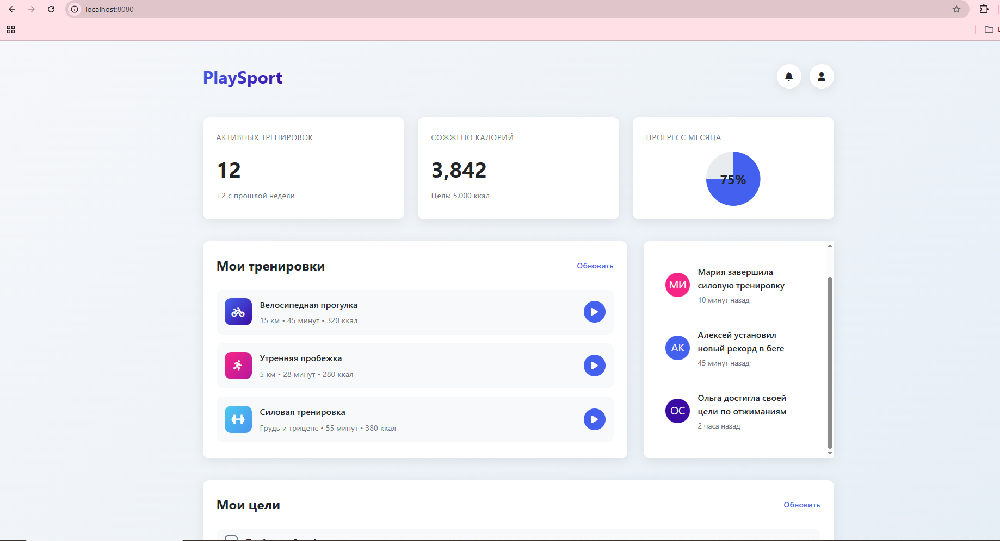 localhost:8080
PlaySport
АКТИВНЫХ ТРЕНИРОВОК
12
+2 с прошлой недели
СОЖЖЕНО КАЛОРИЙ
3,842
Цель: 5,000 ккал
ПРОГРЕСС МЕСЯЦА
75%
Мои тренировки
Обновить
Велосипедная прогулка
15 км • 45 минут • 320 ккал
Утренняя пробежка
5 км • 28 минут • 280 ккал
Силовая тренировка
Грудь и трицепс • 55 минут • 380 ккал
МИ
Мария завершила
силовую тренировку
10 минут назад
АК
Алексей установил
новый рекорд в беге
45 минут назад
ОС
Ольга достигла своей
цели по отжиманиям
2 часа назад
Мои цели
Обновить